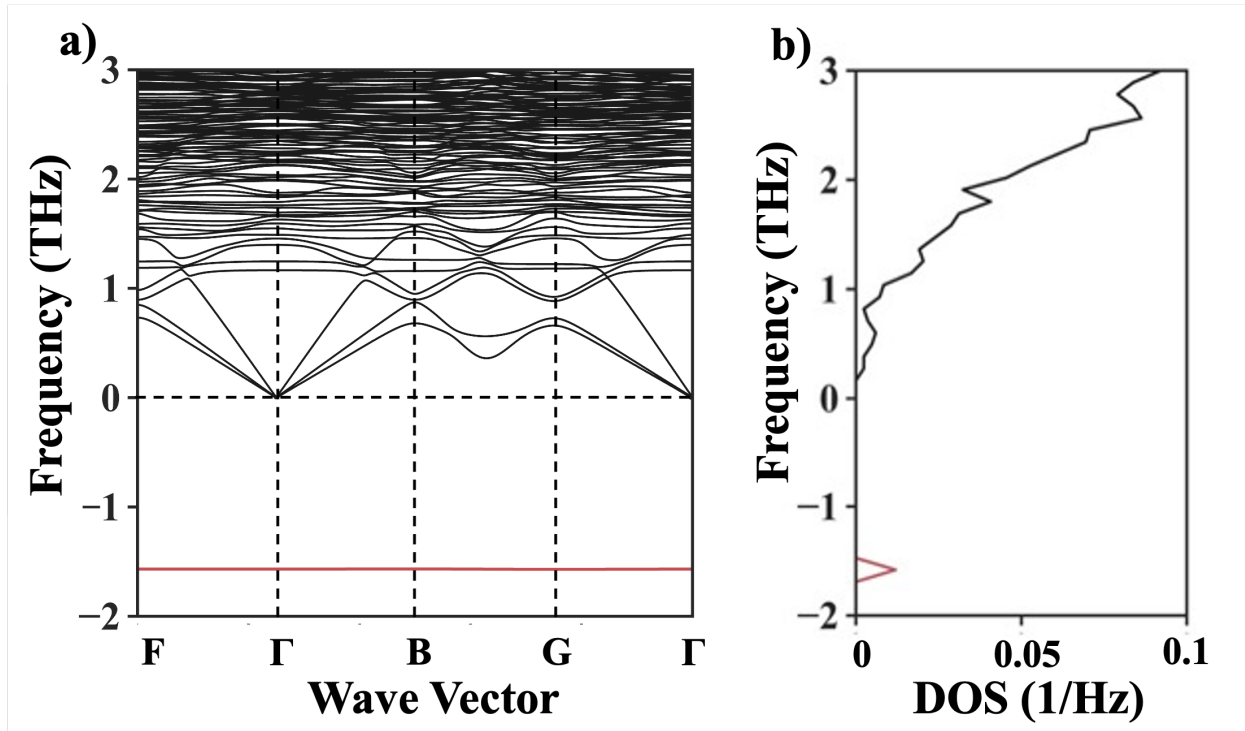 a)
Frequency (THz)
3
2
1
0
−1
−2
F Γ B G Γ
Wave Vector
b)
Frequency (THz)
3
2
1
0
−1
−2
0 0.05 0.1
DOS (1/Hz)